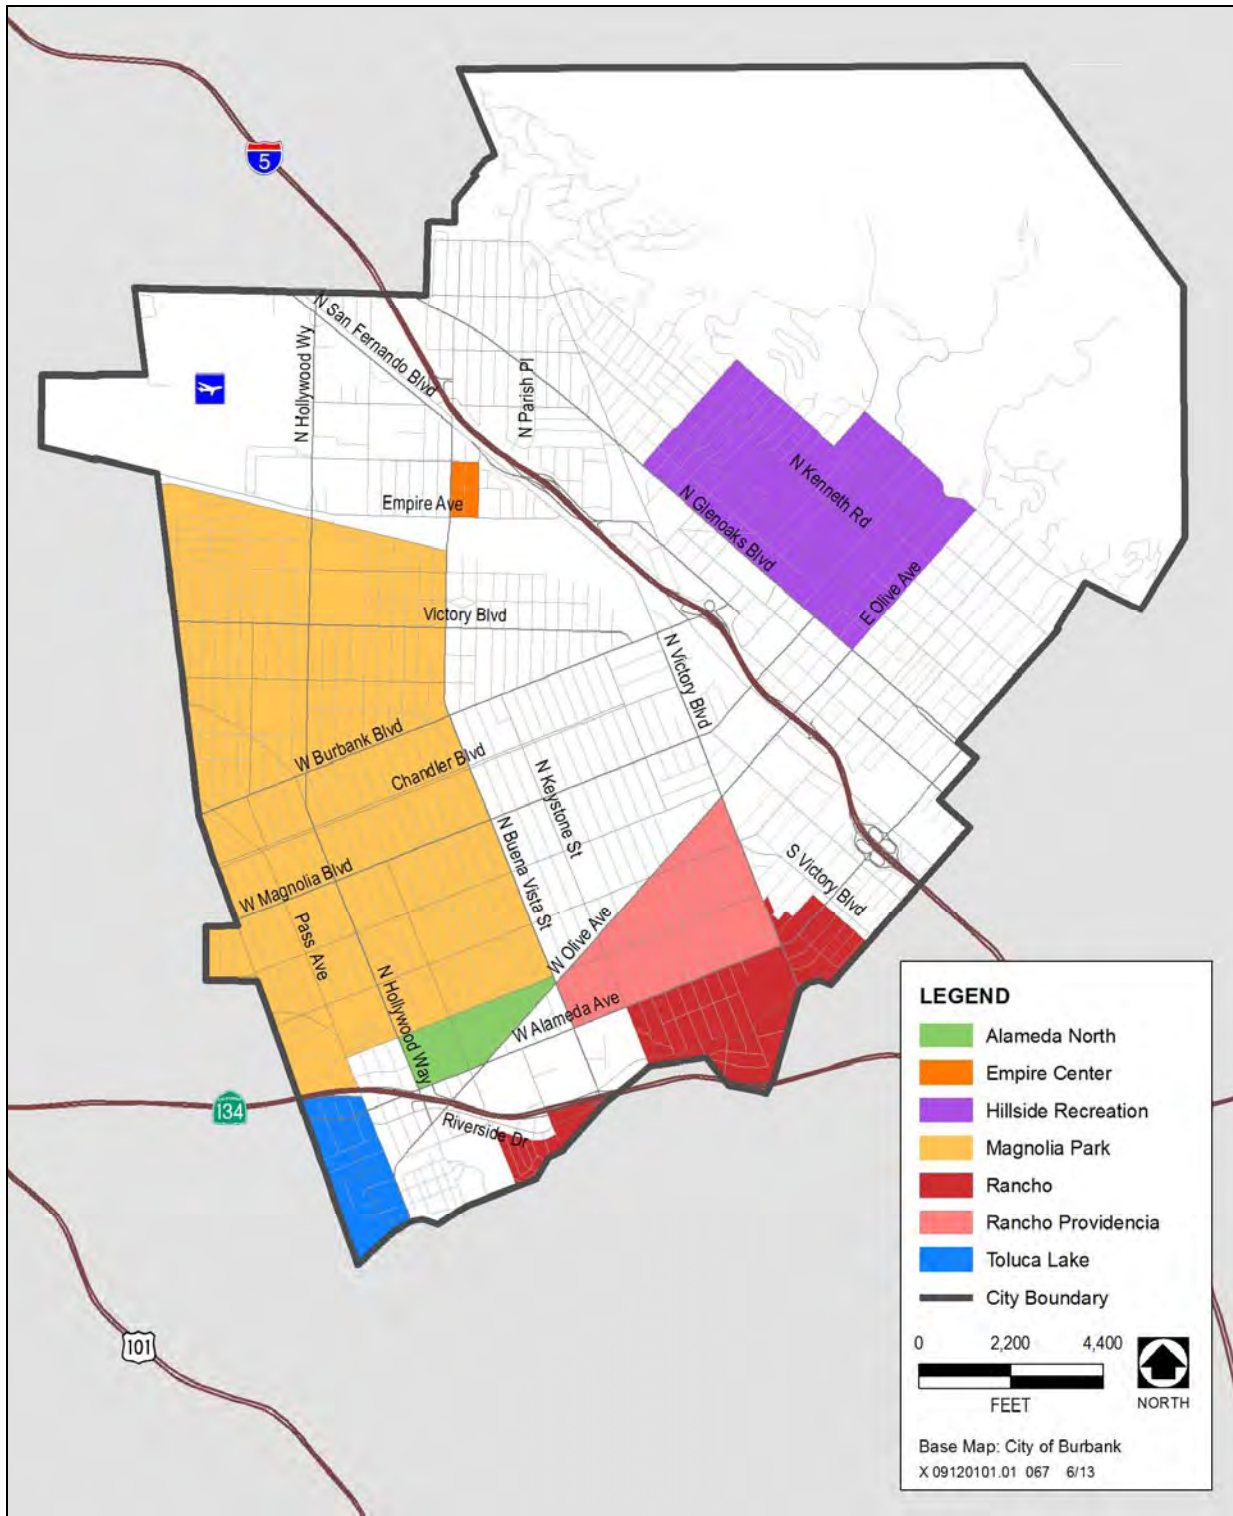 5
N San Fernando Blvd
N Hollywood Wy
N Parish Pl
Empire Ave
N Kenneth Rd
N Glenoaks Blvd
E Olive Ave
Victory Blvd
N Victory Blvd
W Burbank Blvd
Chandler Blvd
N Keystone St
N Buena Vista St
W Magnolia Blvd
S Victory Blvd
Pass Ave
W Olive Ave
N Hollywood Way
W Alameda Ave
134
Riverside Dr
101
LEGEND
Alameda North
Empire Center
Hillside Recreation
Magnolia Park
Rancho
Rancho Providencia
Toluca Lake
City Boundary
0 2,200 4,400
FEET
NORTH
Base Map: City of Burbank
X 09120101.01 067 6/13